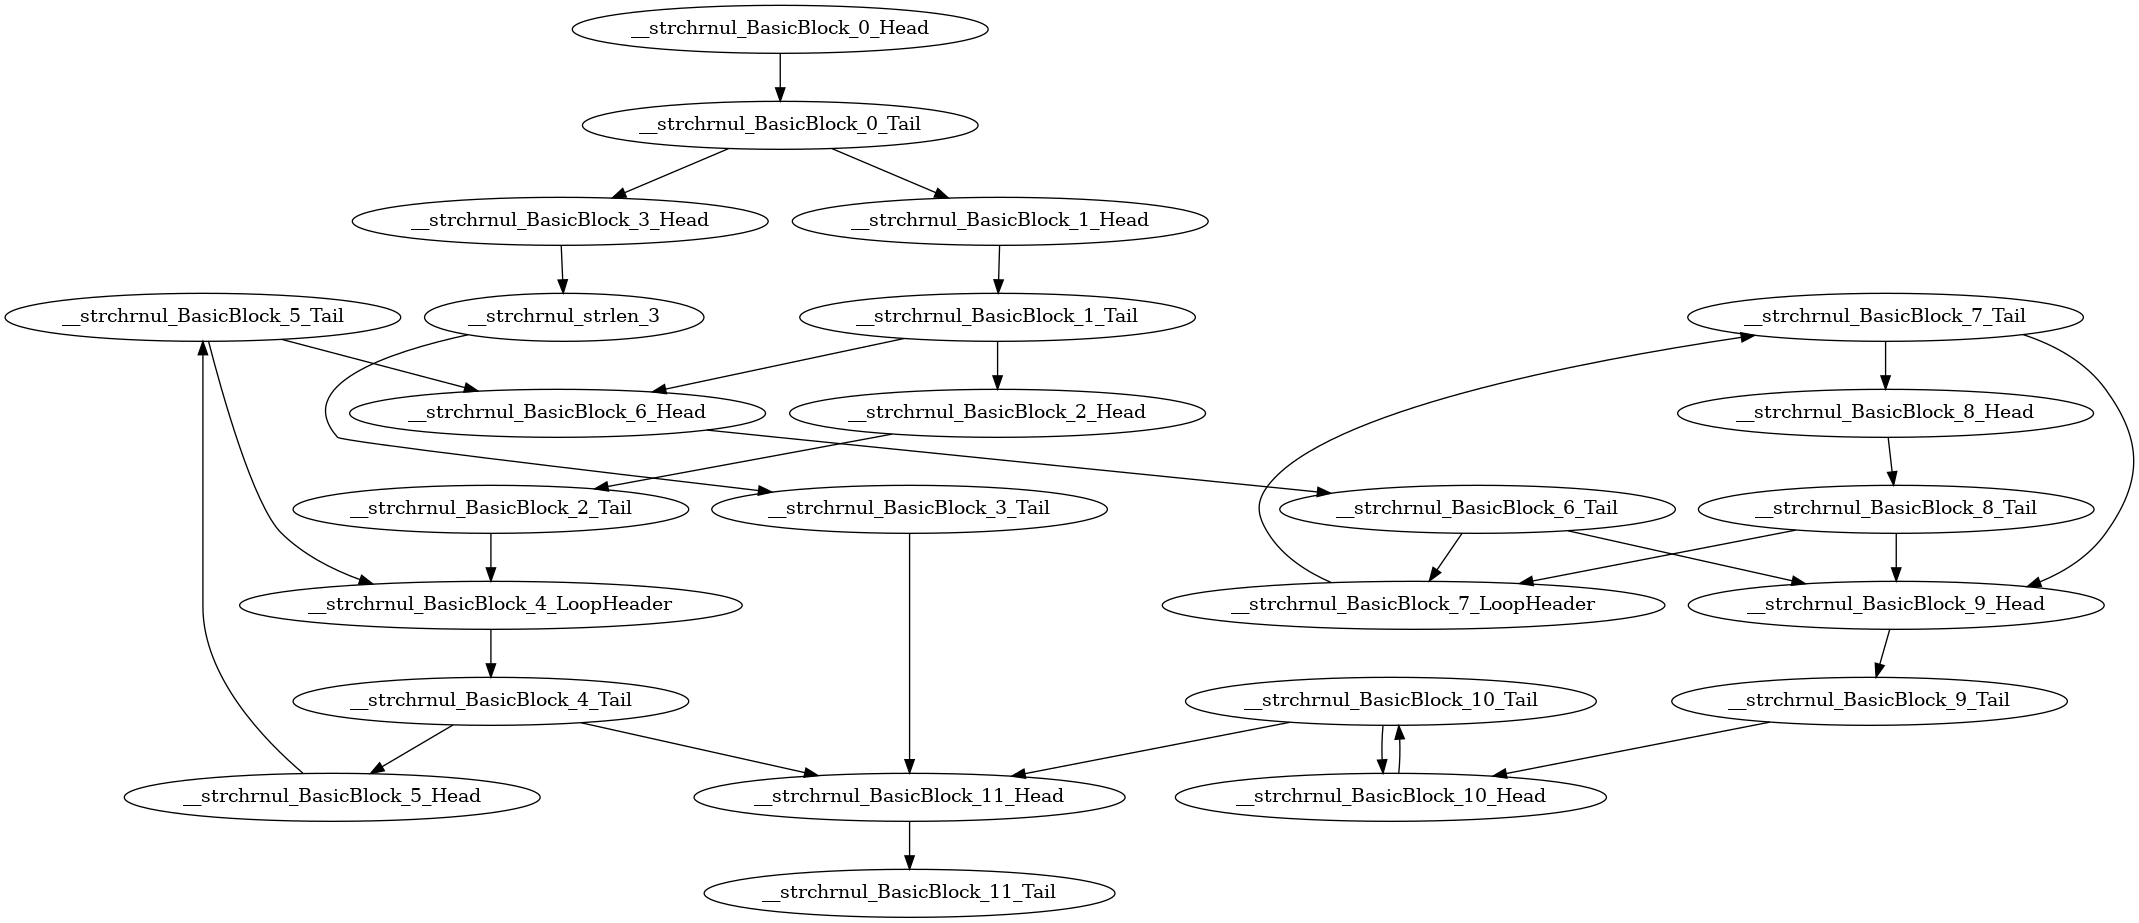 __strchrnul_BasicBlock_0_Head
__strchrnul_BasicBlock_0_Tail
__strchrnul_BasicBlock_3_Head
__strchrnul_BasicBlock_1_Head
__strchrnul_BasicBlock_5_Tail
__strchrnul_strlen_3
__strchrnul_BasicBlock_1_Tail
__strchrnul_BasicBlock_7_Tail
__strchrnul_BasicBlock_6_Head
__strchrnul_BasicBlock_2_Head
__strchrnul_BasicBlock_8_Head
__strchrnul_BasicBlock_2_Tail
__strchrnul_BasicBlock_3_Tail
__strchrnul_BasicBlock_6_Tail
__strchrnul_BasicBlock_8_Tail
__strchrnul_BasicBlock_4_LoopHeader
__strchrnul_BasicBlock_7_LoopHeader
__strchrnul_BasicBlock_9_Head
__strchrnul_BasicBlock_4_Tail
__strchrnul_BasicBlock_10_Tail
__strchrnul_BasicBlock_9_Tail
__strchrnul_BasicBlock_5_Head
__strchrnul_BasicBlock_11_Head
__strchrnul_BasicBlock_10_Head
__strchrnul_BasicBlock_11_Tail